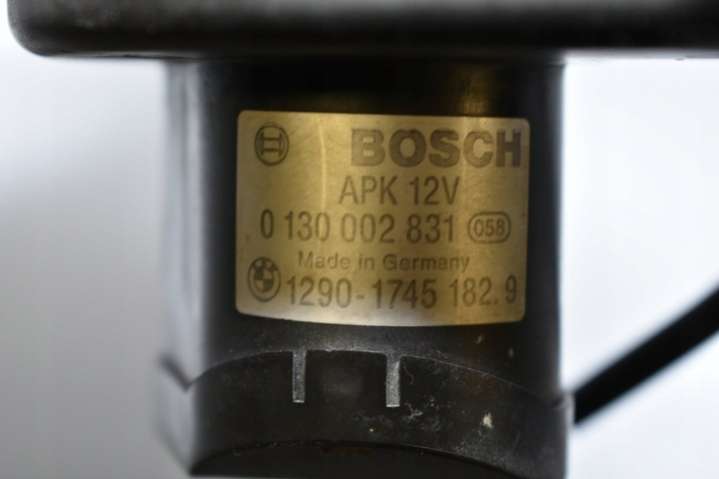 BOSCH
APK 12V
0 130 002 831 058
Made in Germany
1290-1745 182.9